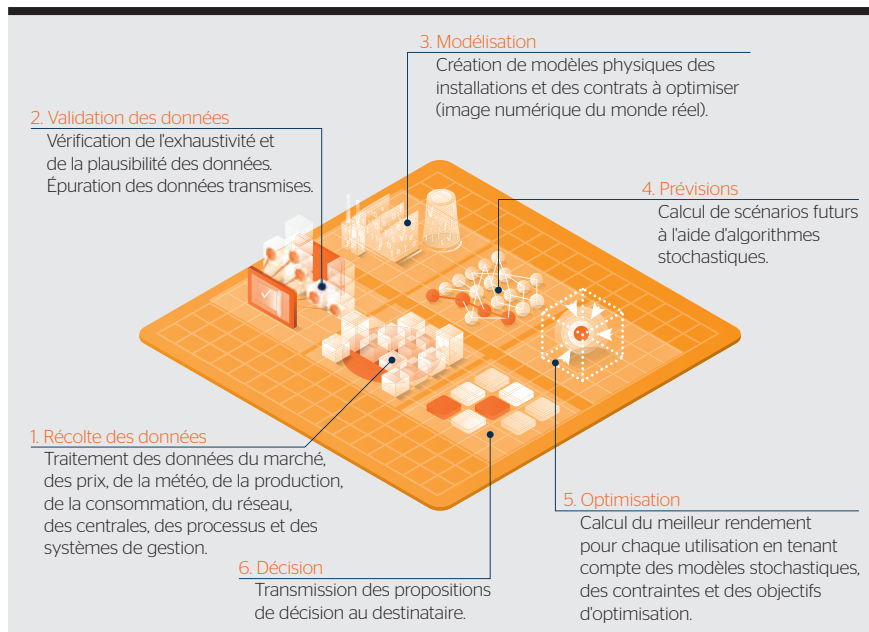 3. Modélisation
Création de modèles physiques des
installations et des contrats à optimiser
(image numérique du monde réel).
2. Validation des données
Vérification de l'exhaustivité et
de la plausibilité des données.
Épuration des données transmises.
4. Prévisions
Calcul de scénarios futurs
à l'aide d'algorithmes
stochastiques.
1. Récolte des données
Traitement des données du marché,
des prix, de la météo, de la production,
de la consommation, du réseau,
des centrales, des processus et des
systèmes de gestion.
5. Optimisation
Calcul du meilleur rendement
pour chaque utilisation en tenant
compte des modèles stochastiques,
des contraintes et des objectifs
d'optimisation.
6. Décision
Transmission des propositions
de décision au destinataire.